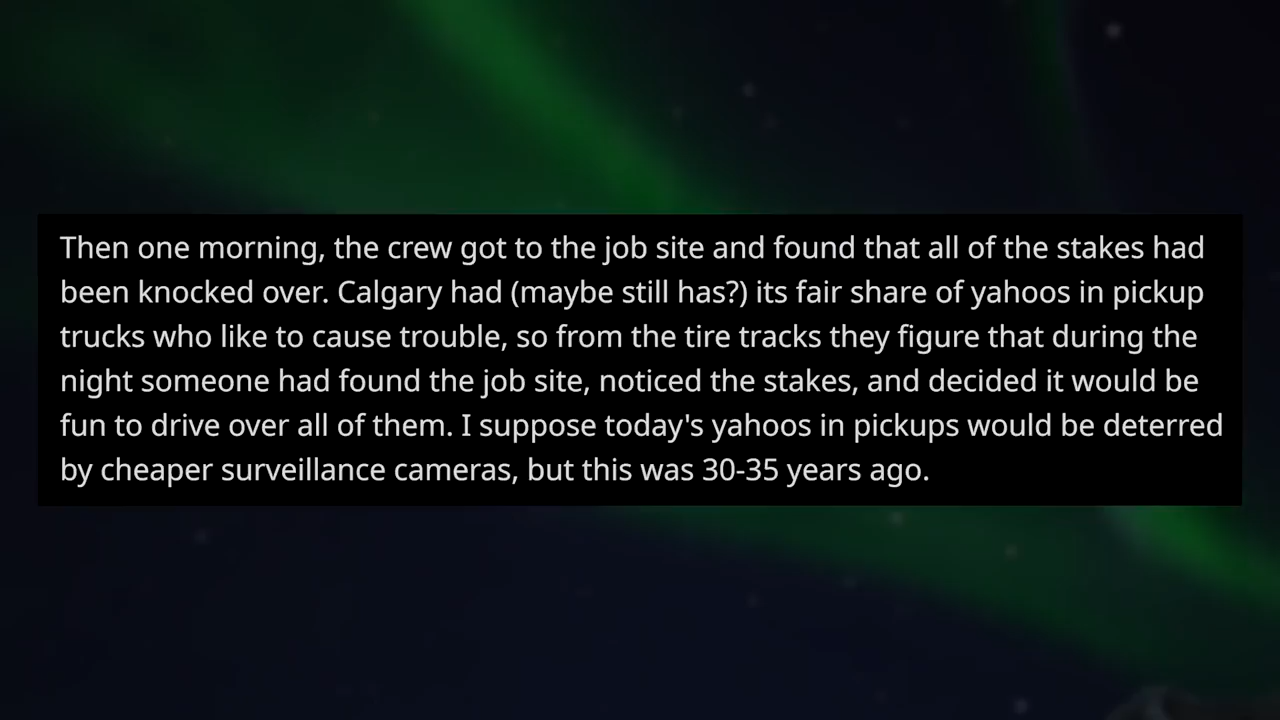 Then one morning, the crew got to the job site and found that all of the stakes had
been knocked over. Calgary had (maybe still has?) its fair share of yahoos in pickup
trucks who like to cause trouble, so from the tire tracks they figure that during the
night someone had found the job site, noticed the stakes, and decided it would be
fun to drive over all of them. I suppose today's yahoos in pickups would be deterred
by cheaper surveillance cameras, but this was 30-35 years ago.